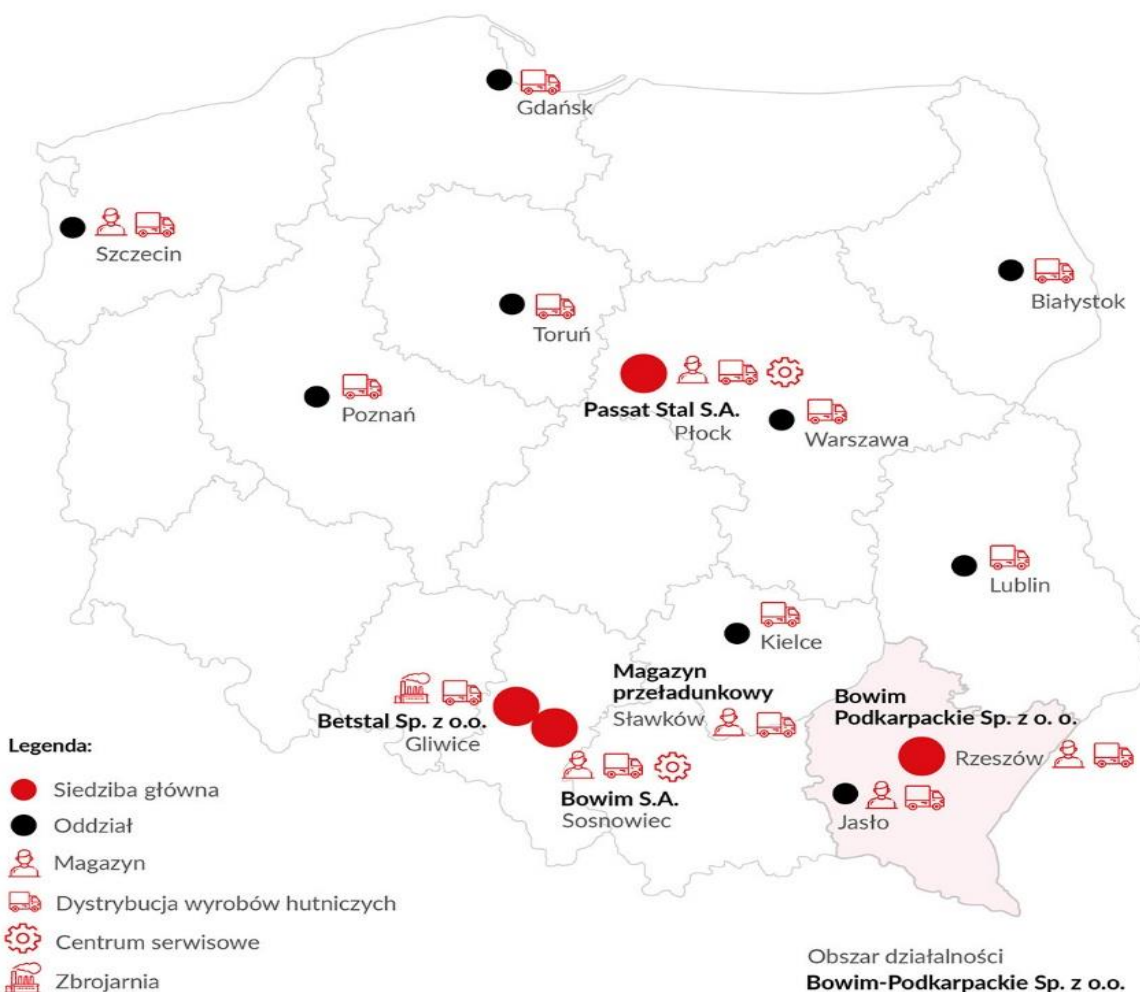 Gdańsk
Szczecin
Białystok
Toruń
Poznań
Passat Stal S.A.
Płock
Warszawa
Lublin
Kielce
Magazyn
przeładunkowy
Sławków
Betstal Sp. z o.o.
Gliwice
Bowim S.A.
Sosnowiec
Bowim
Podkarpackie Sp. z o. o.
Rzeszów
Jasło
Legenda:
Siedziba główna
Oddział
Magazyn
Dystrybucja wyrobów hutniczych
Centrum serwisowe
Zbrojarnia
Obszar działalności
Bowim-Podkarpackie Sp. z o.o.